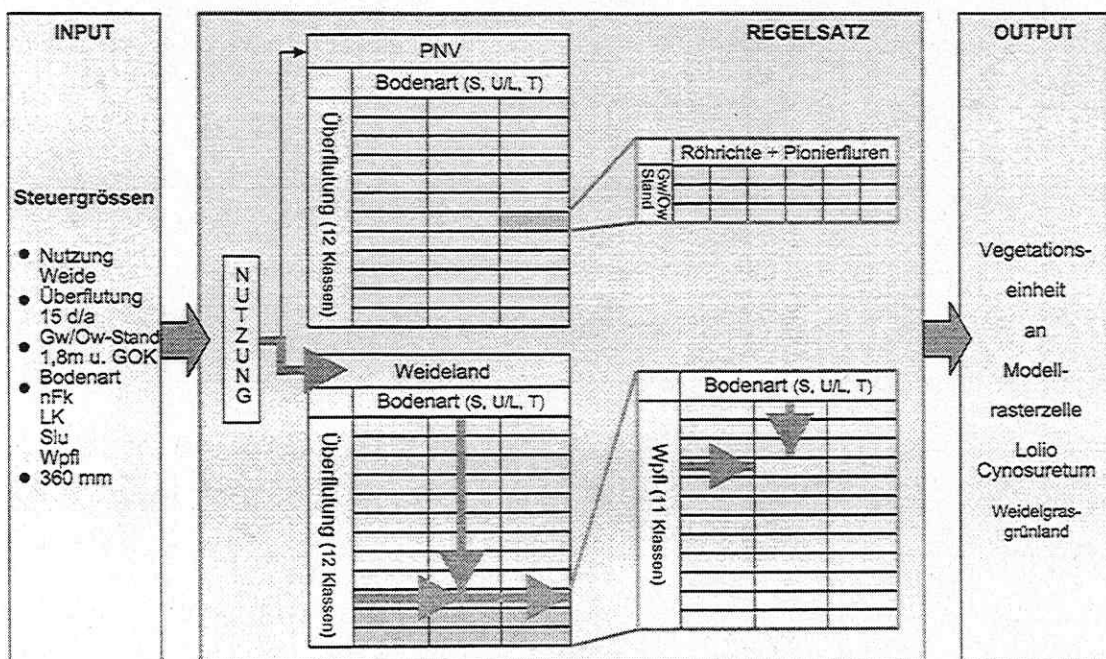 INPUT
Steuergrössen
● Nutzung
Weide
● Überflutung
15 d/a
● Gw/Ow-Stand
1,8m u. GOK
● Bodenart
nFk
LK
Slu
Wpfl
● 360 mm
REGELSATZ
NUTZUNG
PNV
Bodenart (S, U/L, T)
Überflutung (12 Klassen)
Röhrichte + Pionierfluren
Gw/Ow
Stand
Weideland
Bodenart (S, U/L, T)
Überflutung (12 Klassen)
Bodenart (S, U/L, T)
Wpfl (11 Klassen)
OUTPUT
Vegetations-
einheit
an
Modell-
rasterzelle
Lolio
Cynosuretum
Weidelgras-
grünland